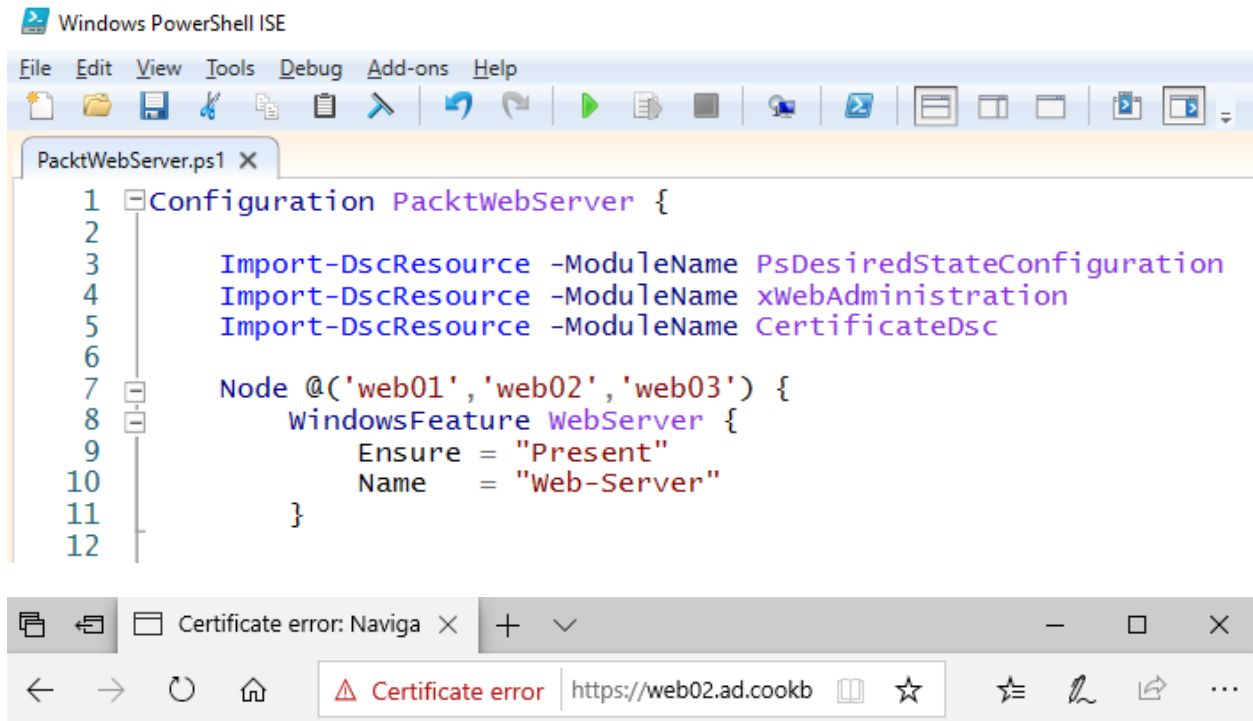 Windows PowerShell ISE
File Edit View Tools Debug Add-ons Help
PacktWebServer.ps1
1 Configuration PacktWebServer {
2
3 Import-DscResource -ModuleName PsDesiredStateConfiguration
4 Import-DscResource -ModuleName xWebAdministration
5 Import-DscResource -ModuleName CertificateDsc
6
7 Node @('web01','web02','web03') {
8 WindowsFeature WebServer {
9 Ensure = "Present"
10 Name = "Web-Server"
11 }
12
Certificate error: Naviga
Certificate error https://web02.ad.cookb